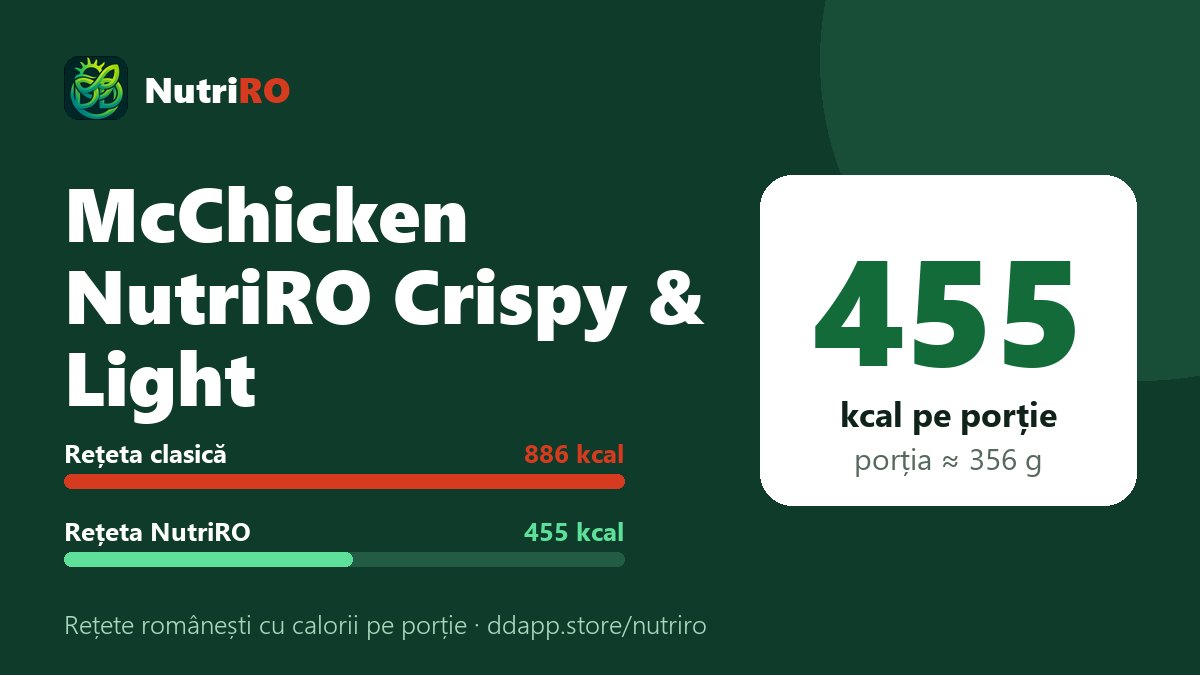 NutriRO
McChicken
NutriRO Crispy &
Light
Rețeta clasică 886 kcal
Rețeta NutriRO 455 kcal
455
kcal pe porție
porția ≈ 356 g
Rețete românești cu calorii pe porție · ddapp.store/nutriro